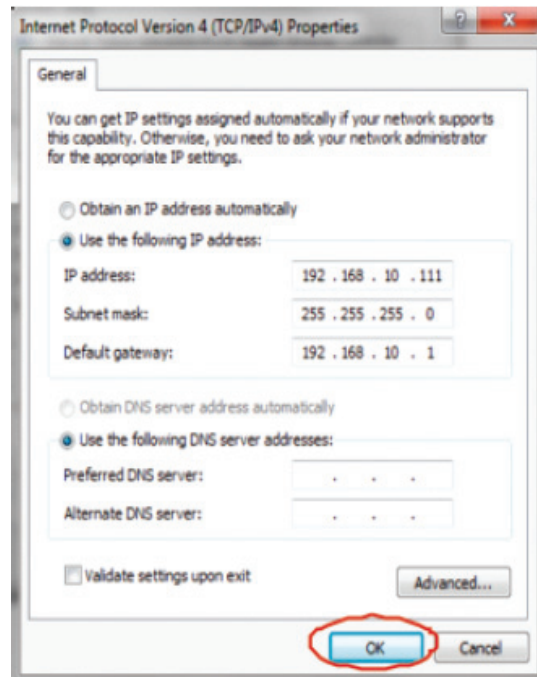 Internet Protocol Version 4 (TCP/IPv4) Properties
General
You can get IP settings assigned automatically if your network supports
this capability. Otherwise, you need to ask your network administrator
for the appropriate IP settings.
Obtain an IP address automatically
Use the following IP address:
IP address: 192 . 168 . 10 . 111
Subnet mask: 255 . 255 . 255 . 0
Default gateway: 192 . 168 . 10 . 1
Obtain DNS server address automatically
Use the following DNS server addresses:
Preferred DNS server: . . .
Alternate DNS server: . . .
Validate settings upon exit
Advanced...
OK Cancel